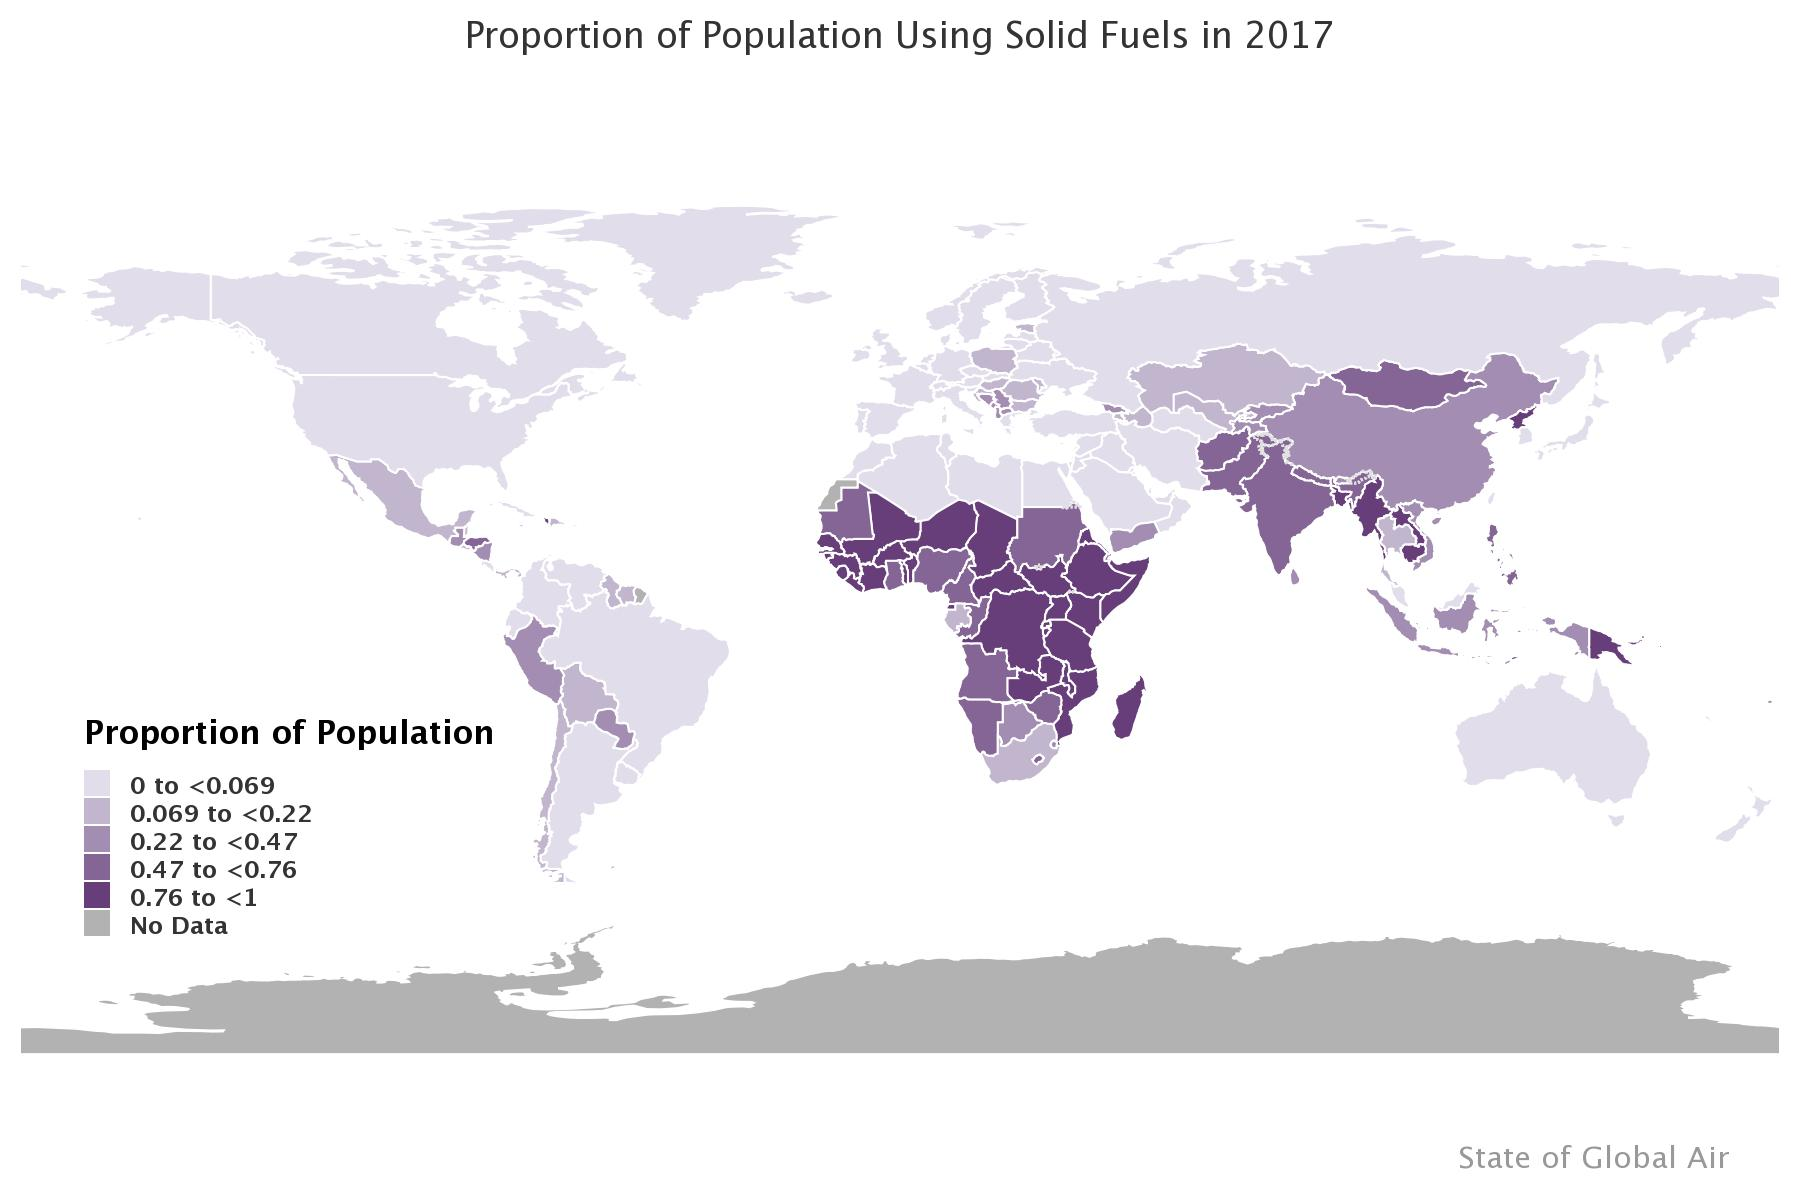 Proportion of Population Using Solid Fuels in 2017
Proportion of Population
0 to <0.069
0.069 to <0.22
0.22 to <0.47
0.47 to <0.76
0.76 to <1
No Data
State of Global Air